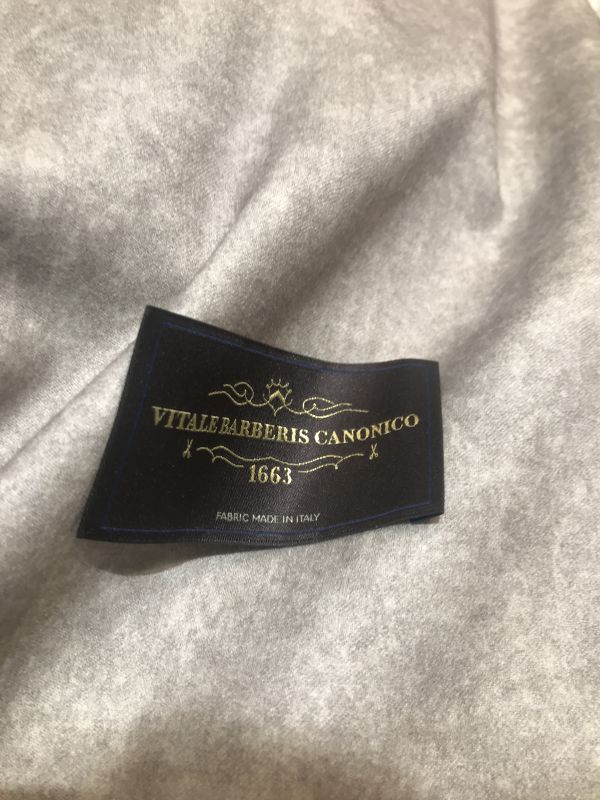 VITALE BARBERIS CANONICO
1663
FABRIC MADE IN ITALY